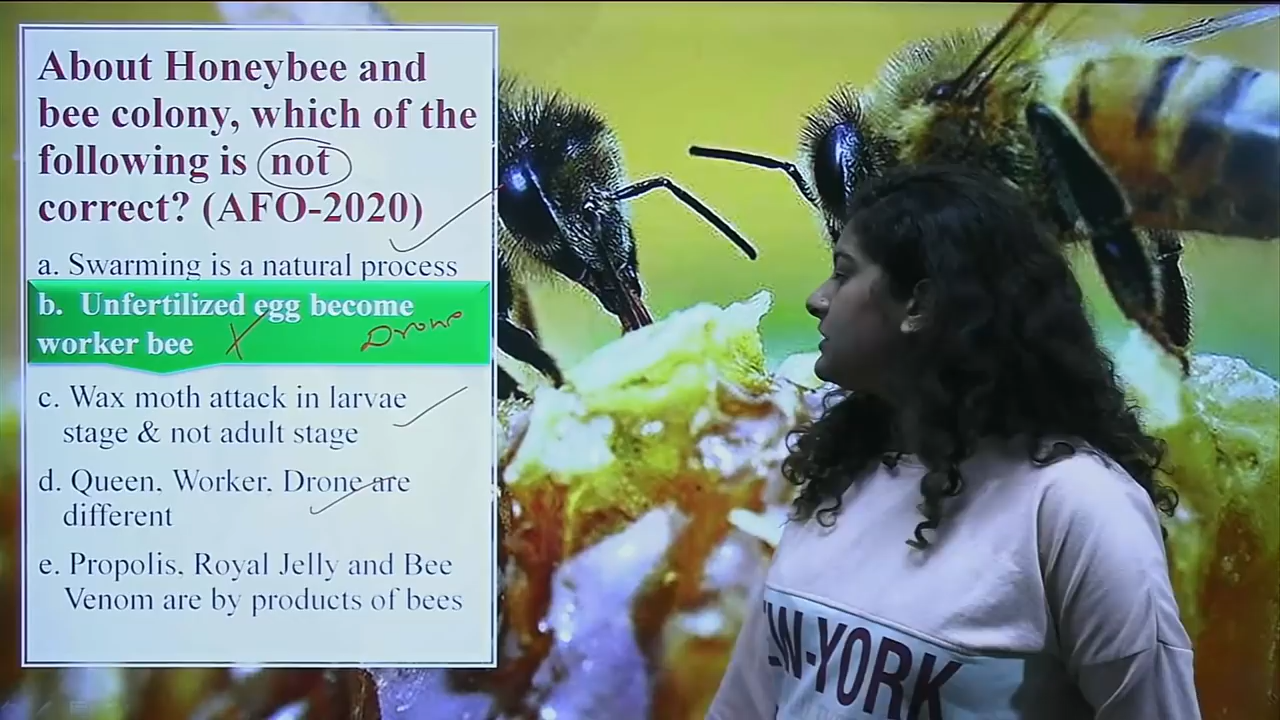 About Honeybee and
bee colony, which of the
following is not
correct? (AFO-2020)
a. Swarming is a natural process
b. Unfertilized egg become
worker bee
Drone
c. Wax moth attack in larvae
stage & not adult stage
d. Queen, Worker, Drone are
different
e. Propolis, Royal Jelly and Bee
Venom are by products of bees
W-YORK